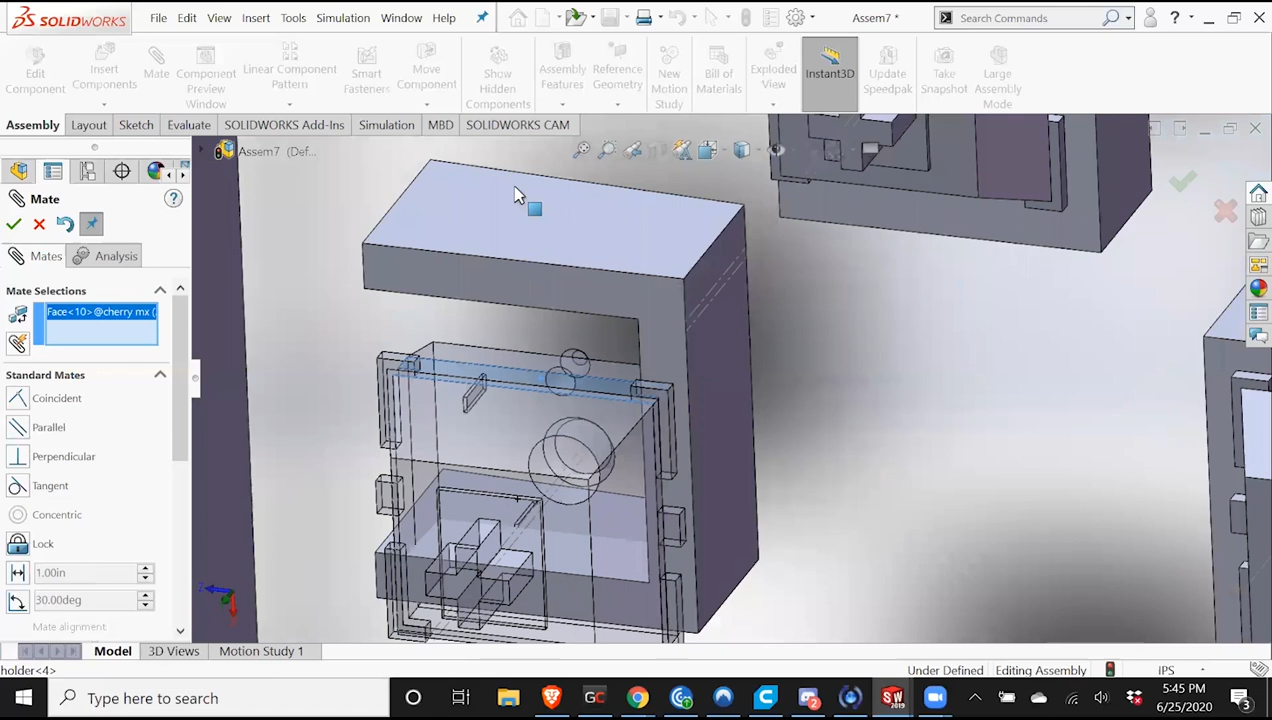 SOLIDWORKS File Edit View Insert Tools Simulation Window Help Assem7 * Search Commands ?
Edit Component
Insert Components
Mate
Component Preview Window
Linear Component Pattern
Smart Fasteners
Move Component
Show Hidden Components
Assembly Features
Reference Geometry
New Motion Study
Bill of Materials
Exploded View
Instant3D
Update Speedpak
Take Snapshot
Large Assembly Mode
Assembly Layout Sketch Evaluate SOLIDWORKS Add-Ins Simulation MBD SOLIDWORKS CAM
Assem7 (Def...
Mate ?
Mates Analysis
Mate Selections
Face<10>@cherry mx (
Standard Mates
Coincident
Parallel
Perpendicular
Tangent
Concentric
Lock
1.00in
30.00deg
Mate alignment
Model 3D Views Motion Study 1
holder<4> Under Defined Editing Assembly IPS
Type here to search
GC
SW 2019
2
5:45 PM
6/25/2020
3